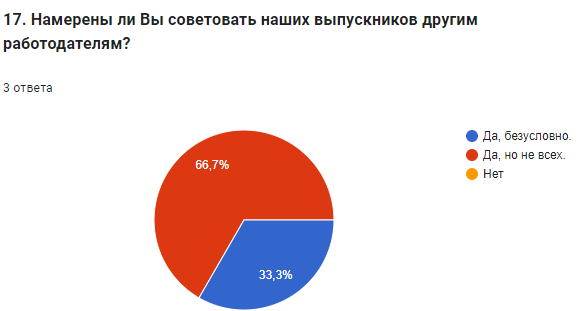 17. Намерены ли Вы советовать наших выпускников другим
работодателям?
3 ответа
Да, безусловно.
Да, но не всех.
Нет
66,7%
33,3%